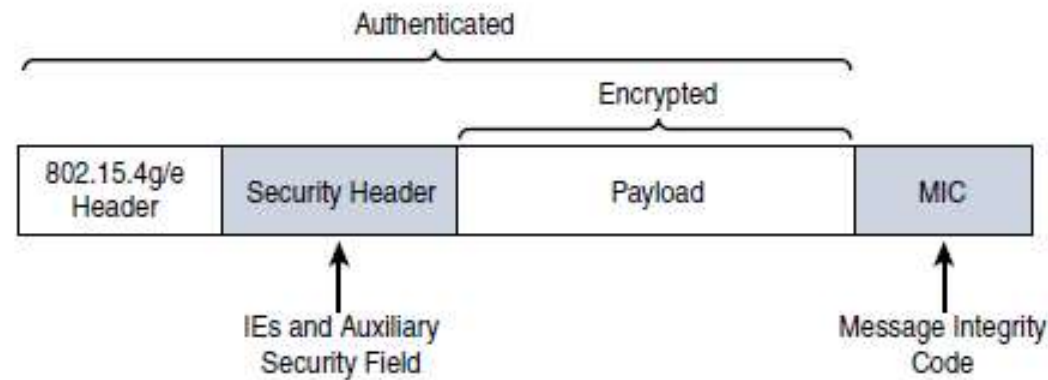 Authenticated
Encrypted
802.15.4g/e
Header
Security Header
Payload
MIC
IEs and Auxiliary
Security Field
Message Integrity
Code